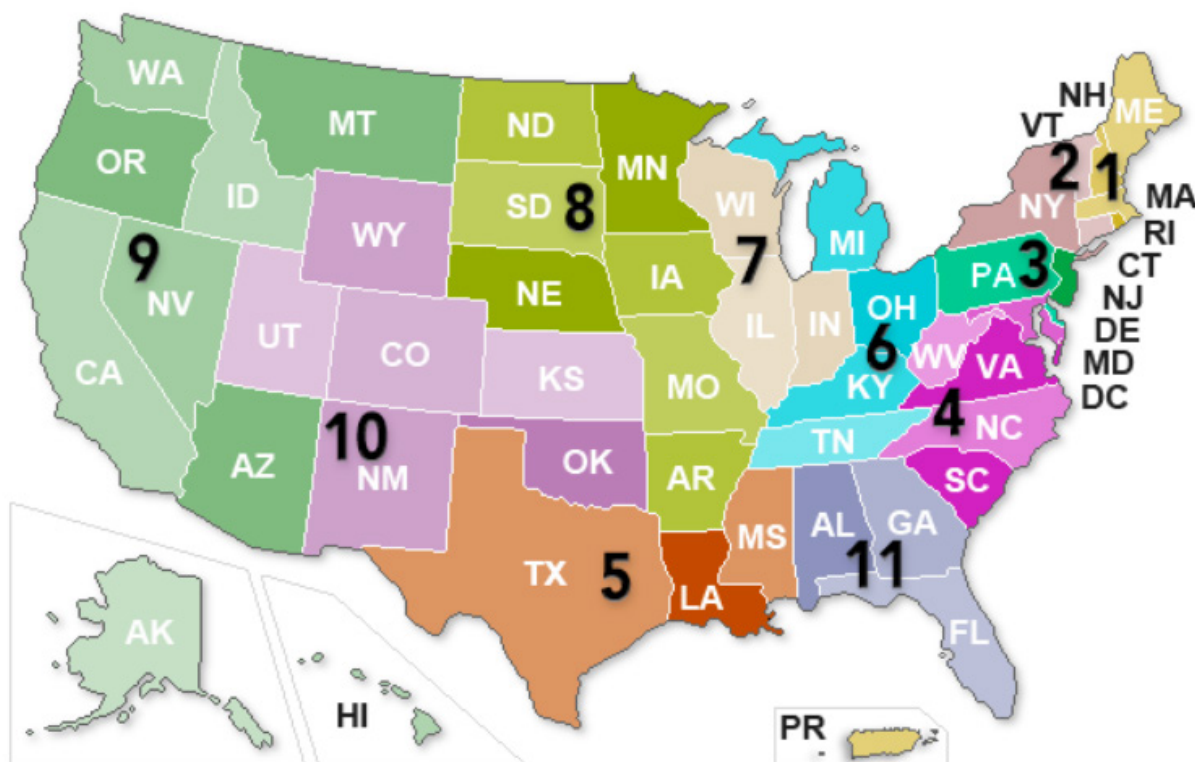 WA
MT
ND
MN
OR
ID
SD
8
WI
MI
NH
ME
VT
2
1
NY
MA
RI
CT
NJ
DE
MD
DC
WY
9
NV
7
IA
NE
PA
3
UT
CO
IL
IN
OH
6
WV
VA
CA
KS
MO
KY
4
NC
10
TN
AZ
NM
OK
AR
SC
TX
5
MS
AL
GA
11
LA
FL
AK
HI
PR